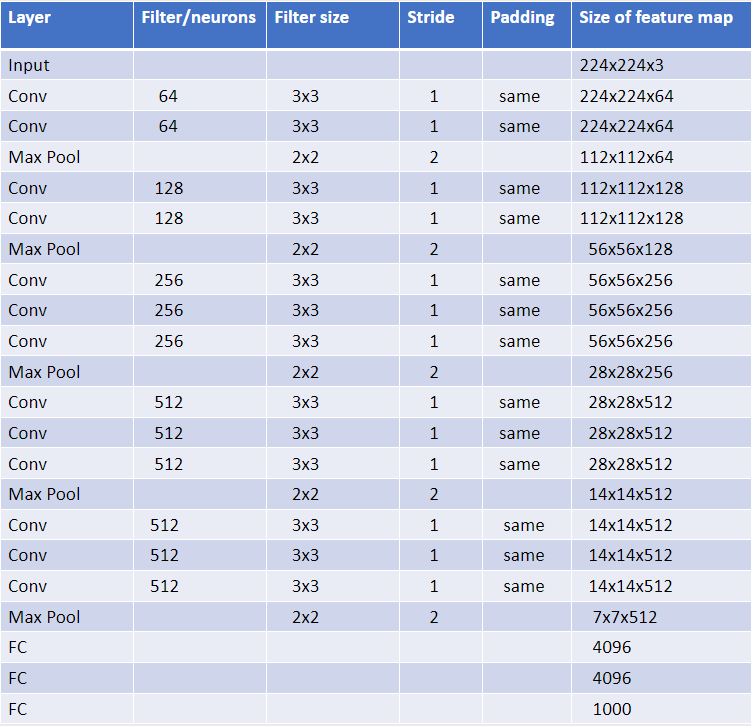 Layer Filter/neurons Filter size Stride Padding Size of feature map
Input 224x224x3
Conv 64 3x3 1 same 224x224x64
Conv 64 3x3 1 same 224x224x64
Max Pool 2x2 2 112x112x64
Conv 128 3x3 1 same 112x112x128
Conv 128 3x3 1 same 112x112x128
Max Pool 2x2 2 56x56x128
Conv 256 3x3 1 same 56x56x256
Conv 256 3x3 1 same 56x56x256
Conv 256 3x3 1 same 56x56x256
Max Pool 2x2 2 28x28x256
Conv 512 3x3 1 same 28x28x512
Conv 512 3x3 1 same 28x28x512
Conv 512 3x3 1 same 28x28x512
Max Pool 2x2 2 14x14x512
Conv 512 3x3 1 same 14x14x512
Conv 512 3x3 1 same 14x14x512
Conv 512 3x3 1 same 14x14x512
Max Pool 2x2 2 7x7x512
FC 4096
FC 4096
FC 1000